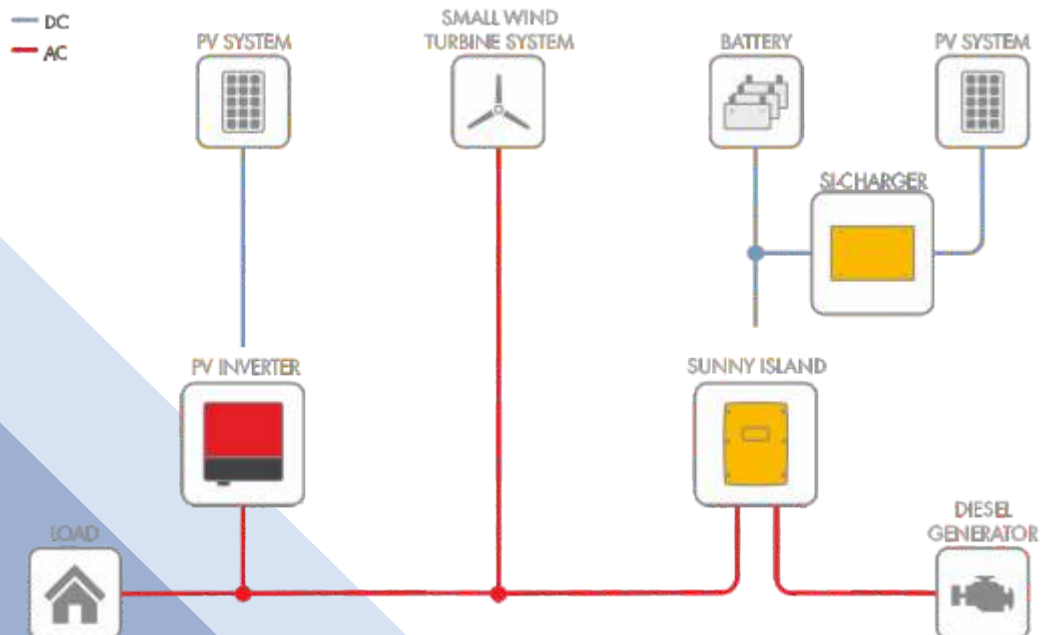 DC
AC
PV SYSTEM
SMALL WIND
TURBINE SYSTEM
BATTERY
PV SYSTEM
SI-CHARGER
PV INVERTER
SUNNY ISLAND
LOAD
DIESEL
GENERATOR